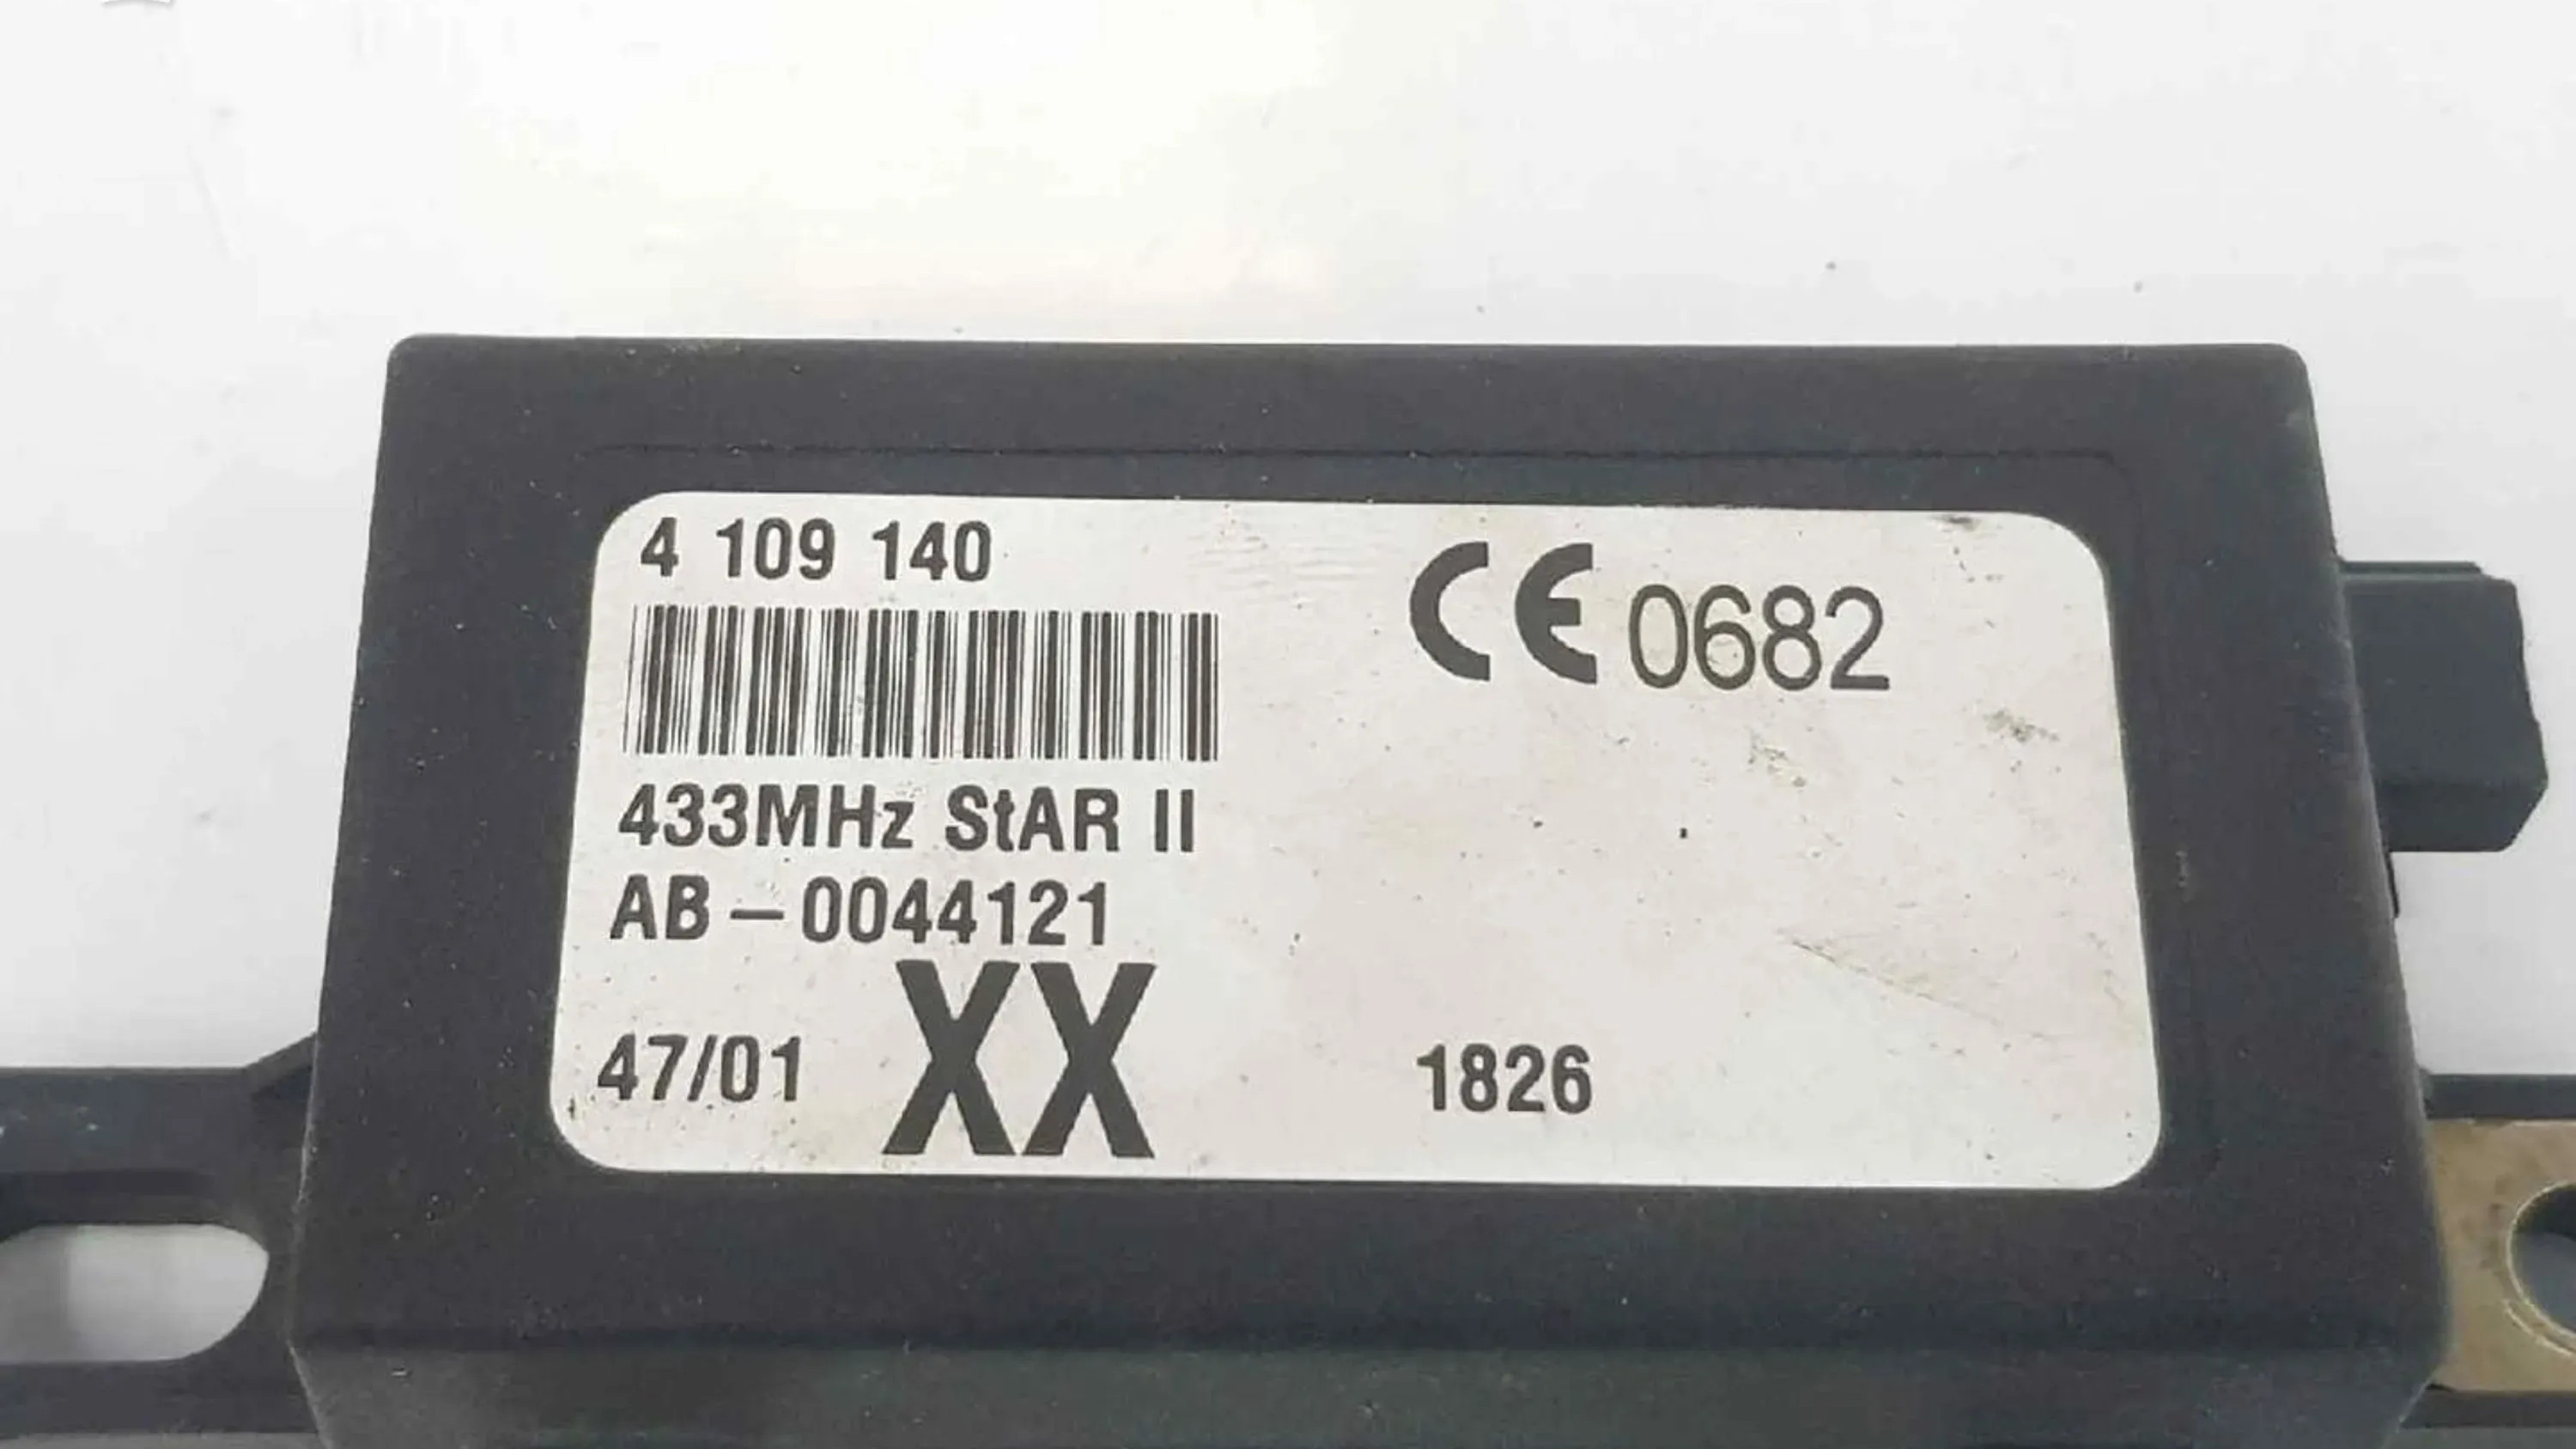 4 109 140
CE 0682
433MHz StAR II
AB-0044121
47/01 XX 1826